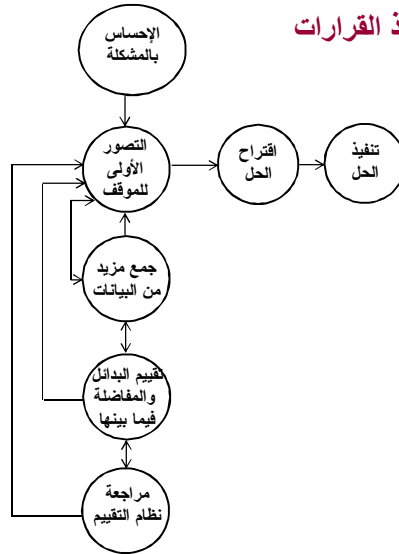 ذ القرارات
الإحساس
بالمشكلة
التصور
الأولى
للموقف
اقتراح
الحل
تنفيذ
الحل
جمع مزيد
من البيانات
تقييم البدائل
والمفاضلة
فيما بينها
مراجعة
نظام التقييم